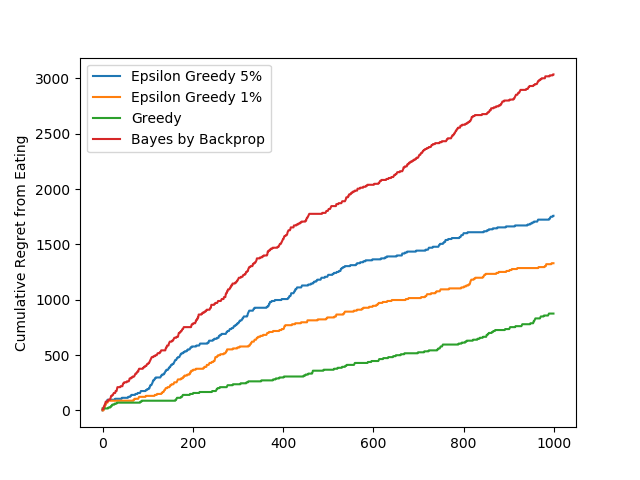 Epsilon Greedy 5%
Epsilon Greedy 1%
Greedy
Bayes by Backprop
Cumulative Regret from Eating
3000
2500
2000
1500
1000
500
0
0 200 400 600 800 1000